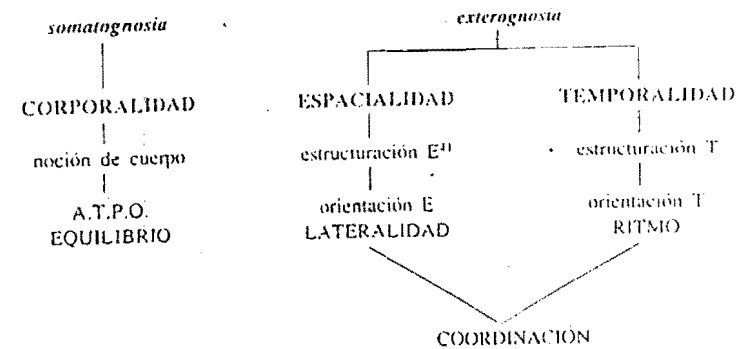 somatognosia
exterognosia
CORPORALIDAD
ESPACIALIDAD
TEMPORALIDAD
noción de cuerpo
estructuración E
estructuración T
A.T.P.O.
EQUILIBRIO
orientación E
LATERALIDAD
orientación T
RITMO
COORDINACIÓN